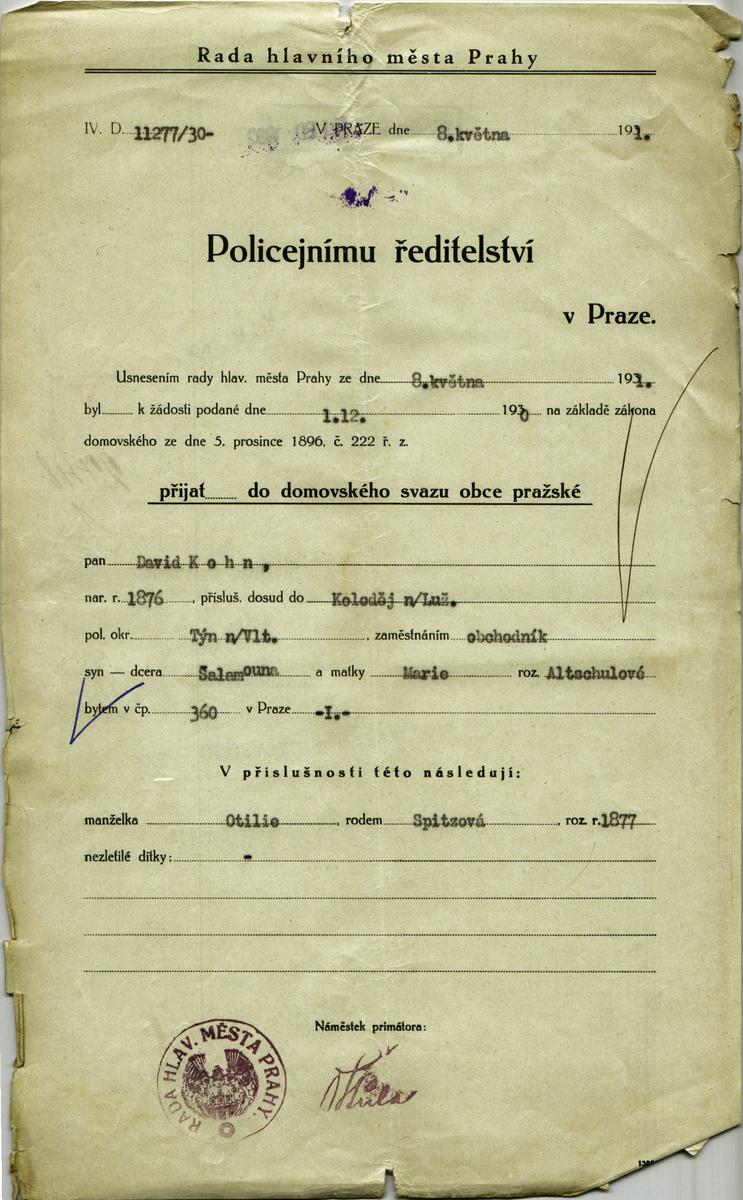 Rada hlavního města Prahy
IV. D. 11277/30- V PRAZE dne 8.května 1931.
Policejnímu ředitelství
v Praze.
Usnesením rady hlav. města Prahy ze dne 8.května 1931.
byl k žádosti podané dne 1.12. 1930 na základě zákona
domovského ze dne 5. prosince 1896, č. 222 ř. z.
přijat do domovského svazu obce pražské
pan David K o h n ,
nar. r. 1876, přísluš. dosud do Koloděj n/Luž.
pol. okr. Týn n/Vlt., zaměstnáním obchodník
syn — dcera Salamouna a matky Marie roz. Altschulové
bytem v čp. 360 v Praze -I.-
V příslušnosti této následují:
manželka Otilie, rodem Spitzová, roz. r. 1877
nezletilé dítky: -
Náměstek primátora:
RADA HLAV. MĚSTA PRAHY.